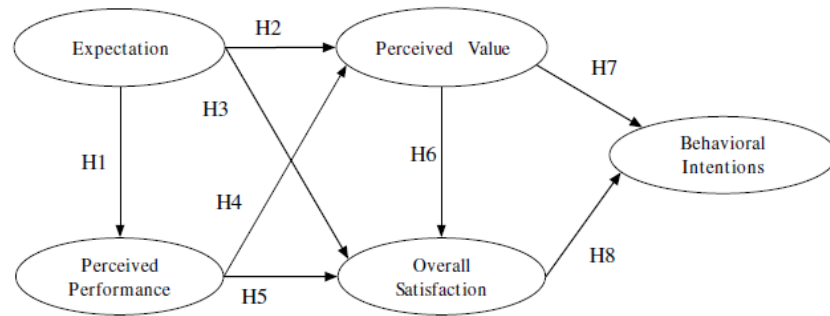 H2
Expectation
Perceived Value
H7
H3
H1
H6
Behavioral
Intentions
H4
Perceived
Performance
H5
Overall
Satisfaction
H8